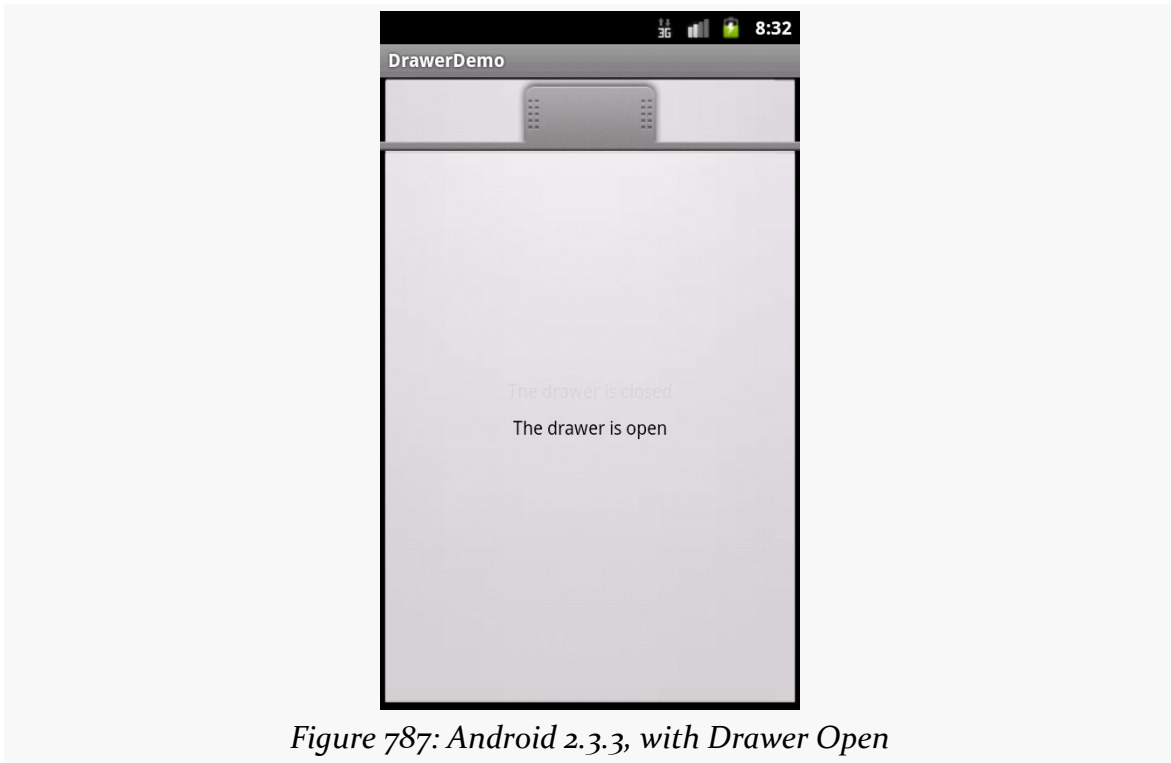 3G 8:32
DrawerDemo
The drawer is closed
The drawer is open
Figure 787: Android 2.3.3, with Drawer Open